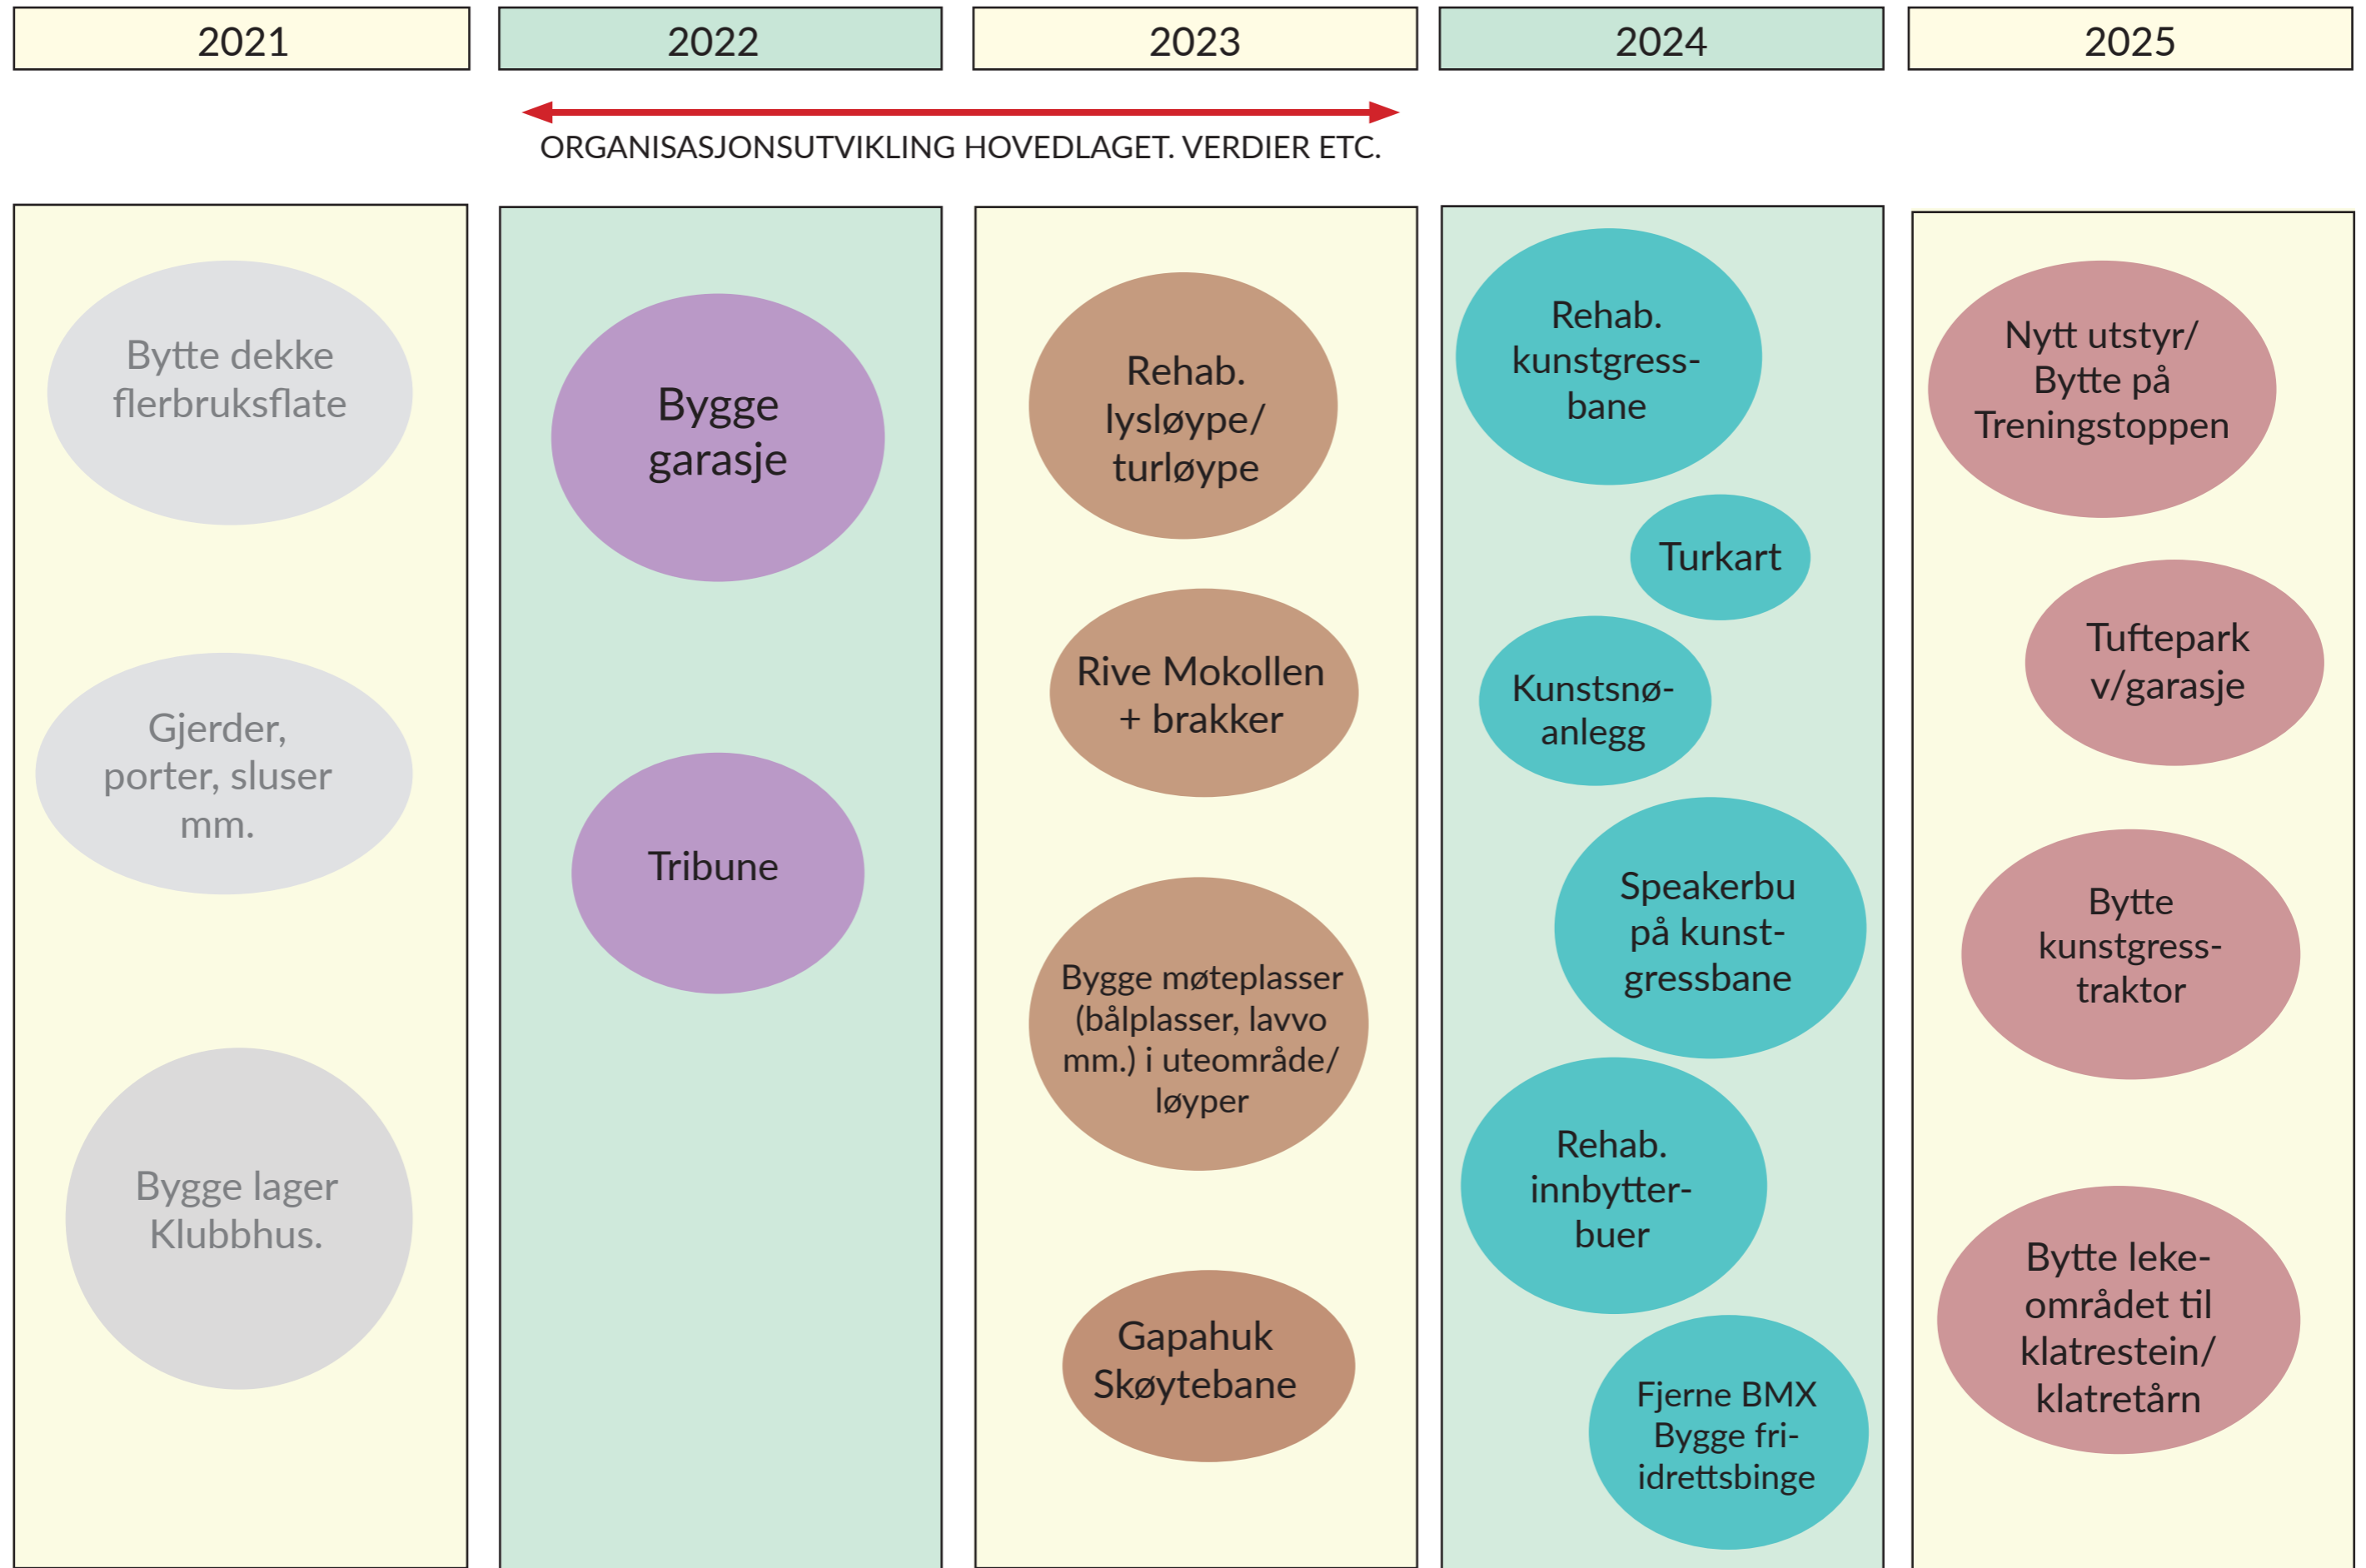 2021
2022
2023
2024
2025
ORGANISASJONSUTVIKLING HOVEDLAGET. VERDIER ETC.
Bytte dekke
flerbruksflate
Gjerder,
porter, sluser
mm.
Bygge lager
Klubbhus.
Bygge
garasje
Tribune
Rehab.
lysløype/
turløype
Rive Mokollen
+ brakker
Bygge møteplasser
(bålplasser, lavvo
mm.) i uteområde/
løyper
Gapahuk
Skøytebane
Rehab.
kunstgress-
bane
Turkart
Kunstsnø-
anlegg
Speakerbu
på kunst-
gressbane
Rehab.
innbytter-
buer
Fjerne BMX
Bygge fri-
idrettsbinge
Nytt utstyr/
Bytte på
Treningstoppen
Tuftepark
v/garasje
Bytte
kunstgress-
traktor
Bytte leke-
området til
klatrestein/
klatretårn